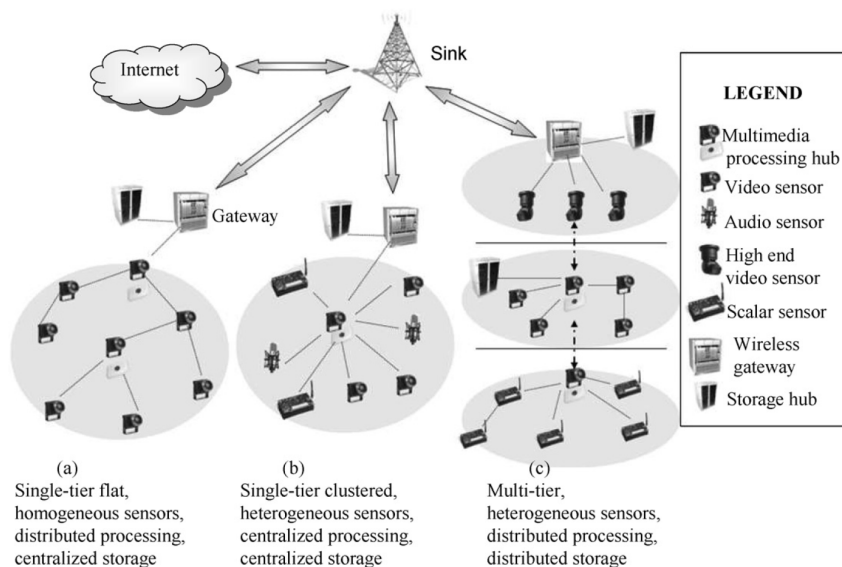 Internet
Sink
Gateway
LEGEND
Multimedia
processing hub
Video sensor
Audio sensor
High end
video sensor
Scalar sensor
Wireless
gateway
Storage hub
(a)
Single-tier flat,
homogeneous sensors,
distributed processing,
centralized storage
(b)
Single-tier clustered,
heterogeneous sensors,
centralized processing,
centralized storage
(c)
Multi-tier,
heterogeneous sensors,
distributed processing,
distributed storage